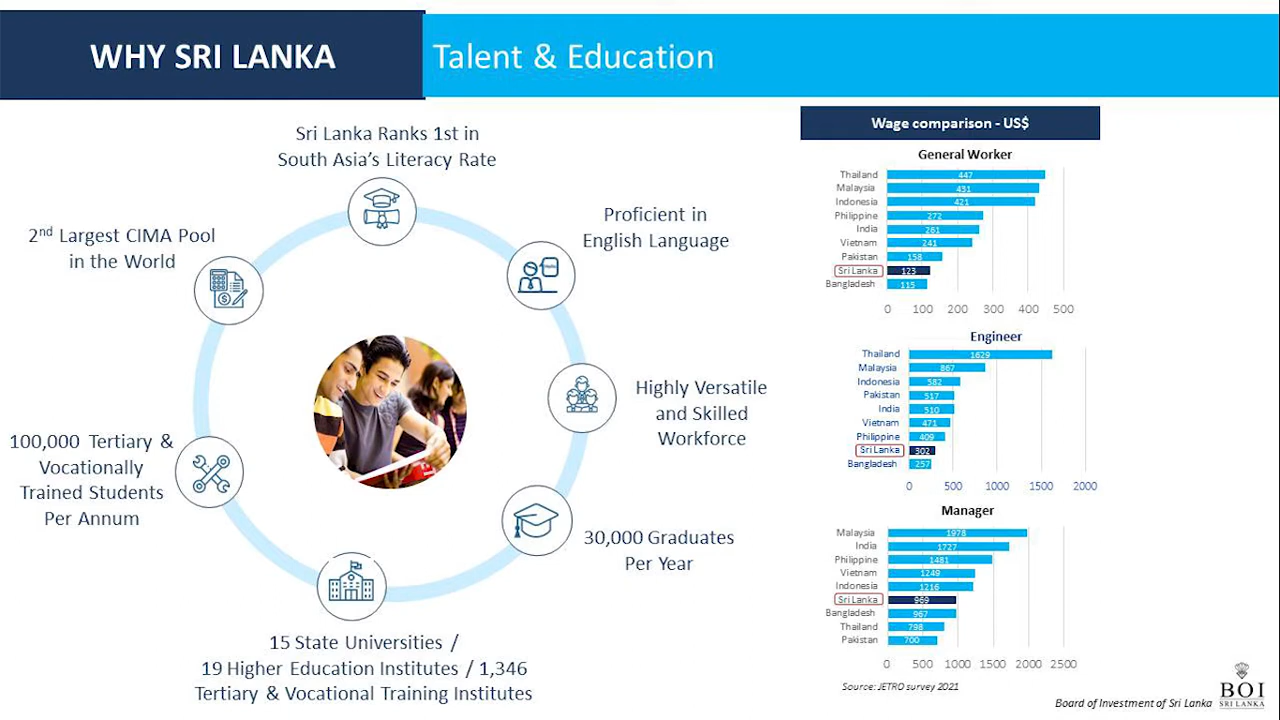 WHY SRI LANKA
Talent & Education
Sri Lanka Ranks 1st in
South Asia's Literacy Rate
2nd Largest CIMA Pool
in the World
Proficient in
English Language
Highly Versatile
and Skilled
Workforce
100,000 Tertiary &
Vocationally
Trained Students
Per Annum
30,000 Graduates
Per Year
15 State Universities /
19 Higher Education Institutes / 1,346
Tertiary & Vocational Training Institutes
Wage comparison - US$
General Worker
Thailand 447
Malaysia 431
Indonesia 421
Philippine 272
India 261
Vietnam 241
Pakistan 158
Sri Lanka 123
Bangladesh 115
0 100 200 300 400 500
Engineer
Thailand 1629
Malaysia 867
Indonesia 582
Pakistan 517
India 510
Vietnam 471
Philippine 409
Sri Lanka 302
Bangladesh 257
0 500 1000 1500 2000
Manager
Malaysia 1978
India 1727
Philippine 1481
Vietnam 1249
Indonesia 1216
Sri Lanka 969
Bangladesh 967
Thailand 798
Pakistan 700
0 500 1000 1500 2000 2500
Source: JETRO survey 2021
Board of Investment of Sri Lanka
BOI
SRI LANKA